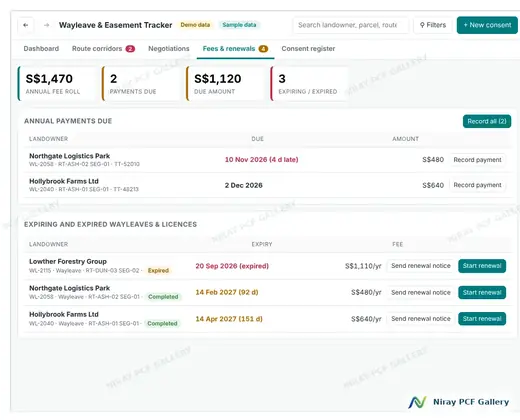 ← → Wayleave & Easement Tracker Demo data Sample data Search landowner, parcel, route Filters + New consent
Dashboard Route corridors 2 Negotiations Fees & renewals 4 Consent register
S$1,470 2 S$1,120 3
ANNUAL FEE ROLL PAYMENTS DUE DUE AMOUNT EXPIRING / EXPIRED
ANNUAL PAYMENTS DUE Record all (2)
LANDOWNER DUE AMOUNT
Northgate Logistics Park 10 Nov 2026 (4 d late) S$480 Record payment
WL-2058 · RT-ASH-02 SEG-01 · TT-52010
Hollybrook Farms Ltd 2 Dec 2026 S$640 Record payment
WL-2040 · RT-ASH-01 SEG-01 · TT-48213
EXPIRING AND EXPIRED WAYLEAVES & LICENCES
LANDOWNER EXPIRY FEE
Lowther Forestry Group 20 Sep 2026 (expired) S$1,110/yr Send renewal notice Start renewal
WL-2115 · Wayleave · RT-DUN-03 SEG-02 · Expired
Northgate Logistics Park 14 Feb 2027 (92 d) S$480/yr Send renewal notice Start renewal
WL-2058 · Wayleave · RT-ASH-02 SEG-01 · Completed
Hollybrook Farms Ltd 14 Apr 2027 (151 d) S$640/yr Send renewal notice Start renewal
WL-2040 · Wayleave · RT-ASH-01 SEG-01 · Completed
NIRAY PCF GALLERY
Niray PCF Gallery